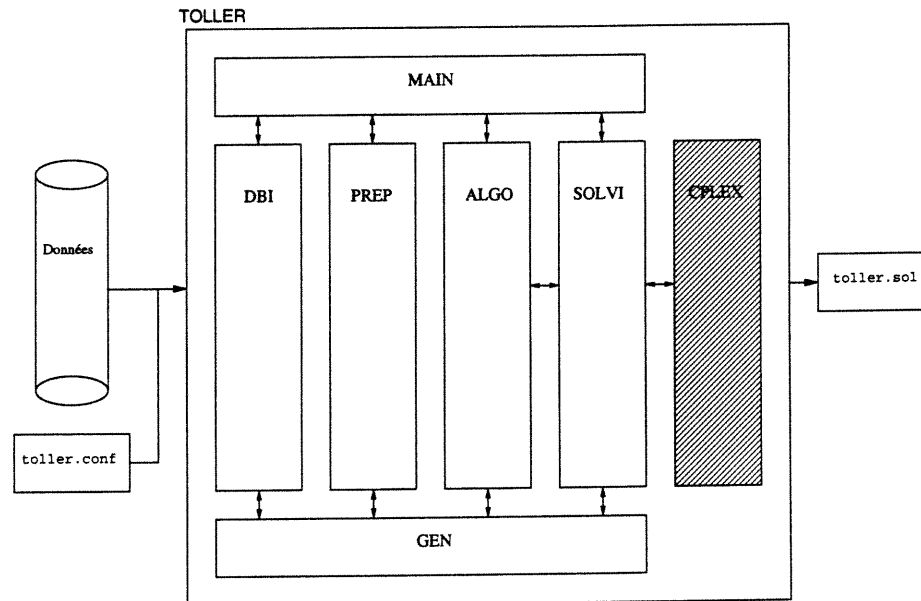 TOLLER
MAIN
DBI
PREP
ALGO
SOLVI
CPLEX
Données
toller.sol
toller.conf
GEN